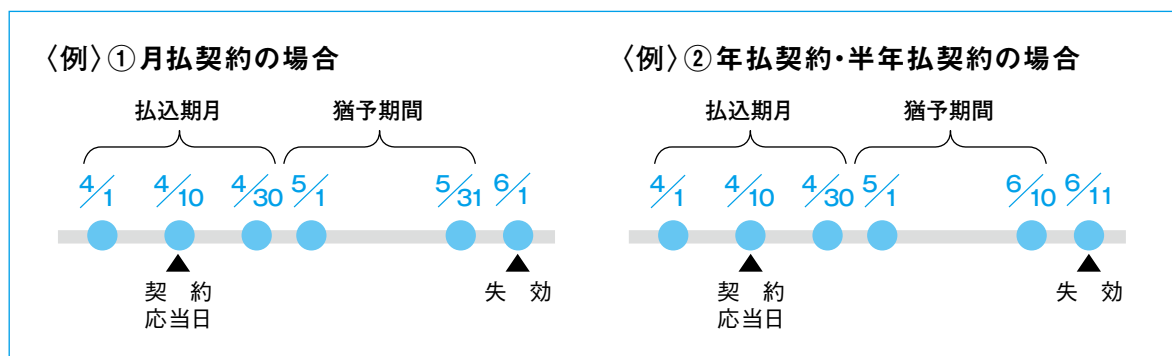 〈例〉①月払契約の場合
払込期月 猶予期間
4/1 4/10 4/30 5/1 5/31 6/1
契約 失効
応当日
〈例〉②年払契約・半年払契約の場合
払込期月 猶予期間
4/1 4/10 4/30 5/1 6/10 6/11
契約 失効
応当日